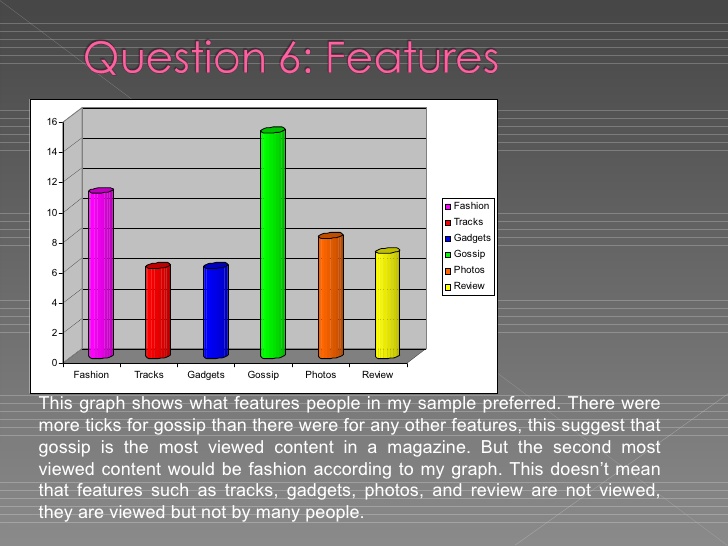 Question 6: Features
16
14
12
10
8
6
4
2
0
Fashion Tracks Gadgets Gossip Photos Review
Fashion
Tracks
Gadgets
Gossip
Photos
Review
This graph shows what features people in my sample preferred. There were
more ticks for gossip than there were for any other features, this suggest that
gossip is the most viewed content in a magazine. But the second most
viewed content would be fashion according to my graph. This doesn’t mean
that features such as tracks, gadgets, photos, and review are not viewed,
they are viewed but not by many people.